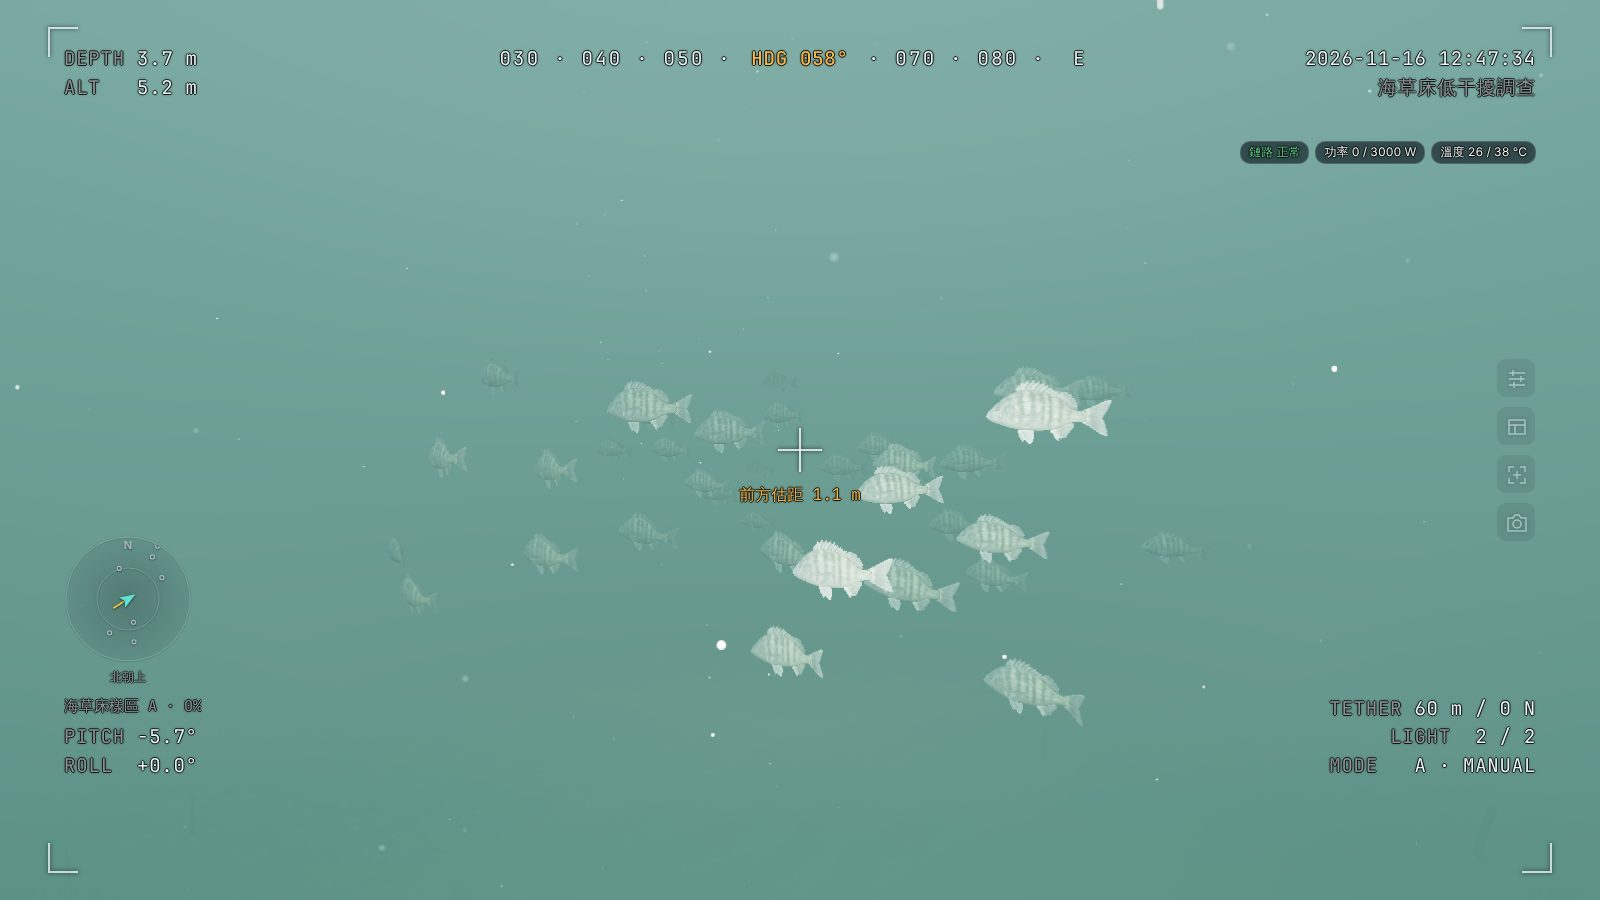 DEPTH 3.7 m
ALT 5.2 m
030 · 040 · 050 · HDG 058° · 070 · 080 · E
2026-11-16 12:47:34
海草床低干擾調查
鏈路 正常
功率 0 / 3000 W
溫度 26 / 38 °C
前方估距 1.1 m
N
北朝上
海草床樣區 A · 0%
PITCH -5.7°
ROLL +0.0°
TETHER 60 m / 0 N
LIGHT 2 / 2
MODE A · MANUAL